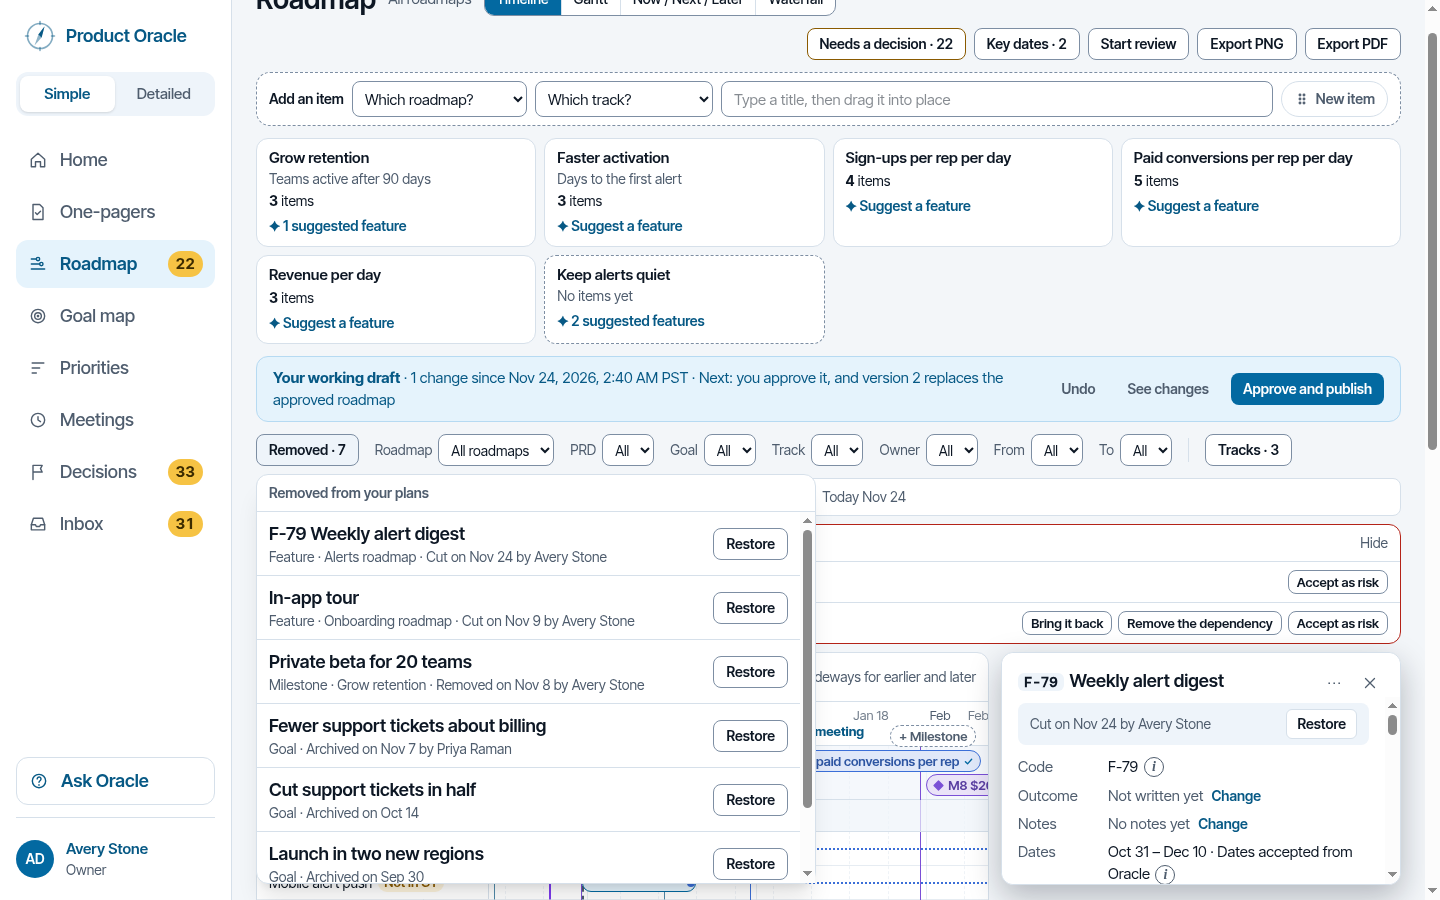 Product Oracle
Simple
Detailed
Home
One-pagers
Roadmap
22
Goal map
Priorities
Meetings
Decisions
33
Inbox
31
Ask Oracle
AD
Avery Stone
Owner
Roadmap
All roadmaps
Timeline
Gantt
Now / Next / Later
Waterfall
Needs a decision · 22
Key dates · 2
Start review
Export PNG
Export PDF
Add an item
Which roadmap?
Which track?
Type a title, then drag it into place
New item
Grow retention
Teams active after 90 days
3 items
1 suggested feature
Faster activation
Days to the first alert
3 items
Suggest a feature
Sign-ups per rep per day
4 items
Suggest a feature
Paid conversions per rep per day
5 items
Suggest a feature
Revenue per day
3 items
Suggest a feature
Keep alerts quiet
No items yet
2 suggested features
Your working draft · 1 change since Nov 24, 2026, 2:40 AM PST · Next: you approve it, and version 2 replaces the
approved roadmap
Undo
See changes
Approve and publish
Removed · 7
Roadmap
All roadmaps
PRD
All
Goal
All
Track
All
Owner
All
From
All
To
All
Tracks · 3
Removed from your plans
F-79 Weekly alert digest
Feature · Alerts roadmap · Cut on Nov 24 by Avery Stone
Restore
In-app tour
Feature · Onboarding roadmap · Cut on Nov 9 by Avery Stone
Restore
Private beta for 20 teams
Milestone · Grow retention · Removed on Nov 8 by Avery Stone
Restore
Fewer support tickets about billing
Goal · Archived on Nov 7 by Priya Raman
Restore
Cut support tickets in half
Goal · Archived on Oct 14
Restore
Launch in two new regions
Goal · Archived on Sep 30
Restore
Today Nov 24
Hide
Accept as risk
Bring it back
Remove the dependency
Accept as risk
deways for earlier and later
Jan 18
Feb
Feb
meeting
+ Milestone
paid conversions per rep
M8 $20
Mobile alert push
Not in
F-79 Weekly alert digest
Cut on Nov 24 by Avery Stone
Restore
Code
F-79
Outcome
Not written yet Change
Notes
No notes yet Change
Dates
Oct 31 – Dec 10 · Dates accepted from
Oracle